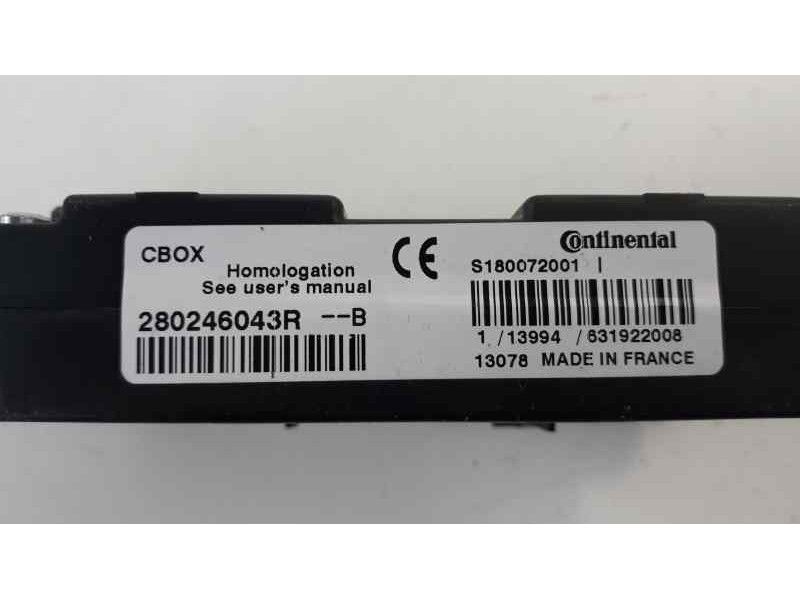 CBOX
Homologation
See user's manual
280246043R --B
CE
Continental
S180072001 I
1 /13994 /631922008
13078 MADE IN FRANCE